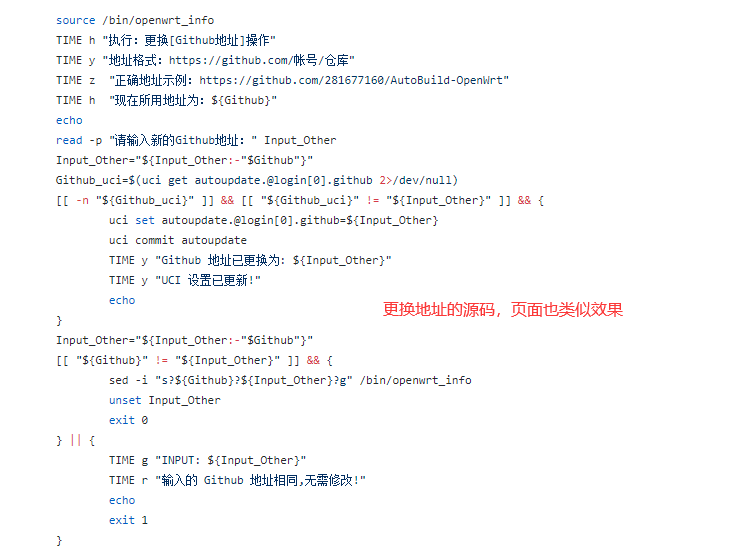 source /bin/openwrt_info
TIME h "执行：更换[Github地址]操作"
TIME y "地址格式：https://github.com/帐号/仓库"
TIME z  "正确地址示例：https://github.com/281677160/AutoBuild-OpenWrt"
TIME h  "现在所用地址为：${Github}"
echo
read -p "请输入新的Github地址：" Input_Other
Input_Other="${Input_Other:-"$Github"}"
Github_uci=$(uci get autoupdate.@login[0].github 2>/dev/null)
[[ -n "${Github_uci}" ]] && [[ "${Github_uci}" != "${Input_Other}" ]] && {
        uci set autoupdate.@login[0].github=${Input_Other}
        uci commit autoupdate
        TIME y "Github 地址已更换为: ${Input_Other}"
        TIME y "UCI 设置已更新!"
        echo
更换地址的源码，页面也类似效果
}
Input_Other="${Input_Other:-"$Github"}"
[[ "${Github}" != "${Input_Other}" ]] && {
        sed -i "s?${Github}?${Input_Other}?g" /bin/openwrt_info
        unset Input_Other
        exit 0
} || {
        TIME g "INPUT: ${Input_Other}"
        TIME r "输入的 Github 地址相同,无需修改!"
        echo
        exit 1
}